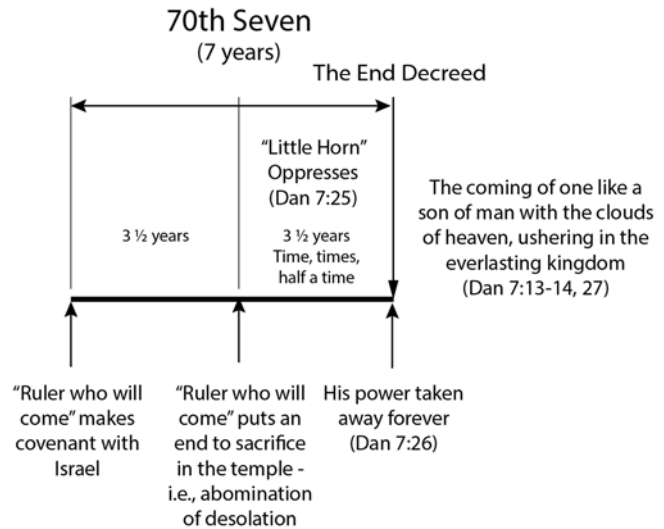 70th Seven
(7 years)
The End Decreed
“Little Horn”
Oppresses
(Dan 7:25)
3 ½ years
3 ½ years
Time, times,
half a time
The coming of one like a
son of man with the clouds
of heaven, ushering in the
everlasting kingdom
(Dan 7:13-14, 27)
“Ruler who will
come” makes
covenant with
Israel
“Ruler who will
come” puts an
end to sacrifice
in the temple -
i.e., abomination
of desolation
His power taken
away forever
(Dan 7:26)